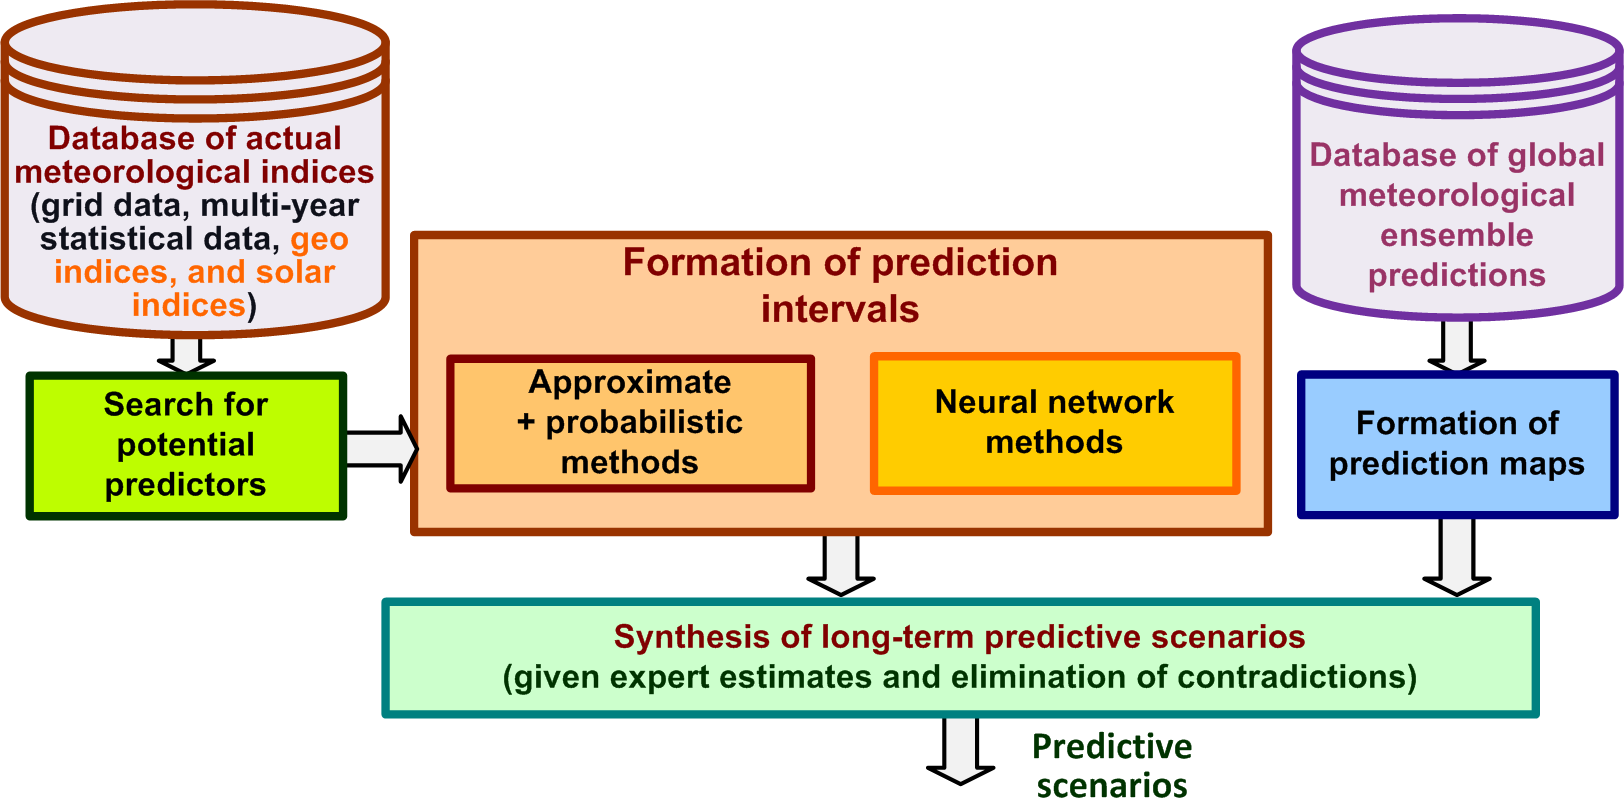 Database of actual
meteorological indices
(grid data, multi-year
statistical data, geo
indices, and solar
indices)
Database of global
meteorological
ensemble
predictions
Formation of prediction
intervals
Search for
potential
predictors
Approximate
+ probabilistic
methods
Neural network
methods
Formation of
prediction maps
Synthesis of long-term predictive scenarios
(given expert estimates and elimination of contradictions)
Predictive
scenarios